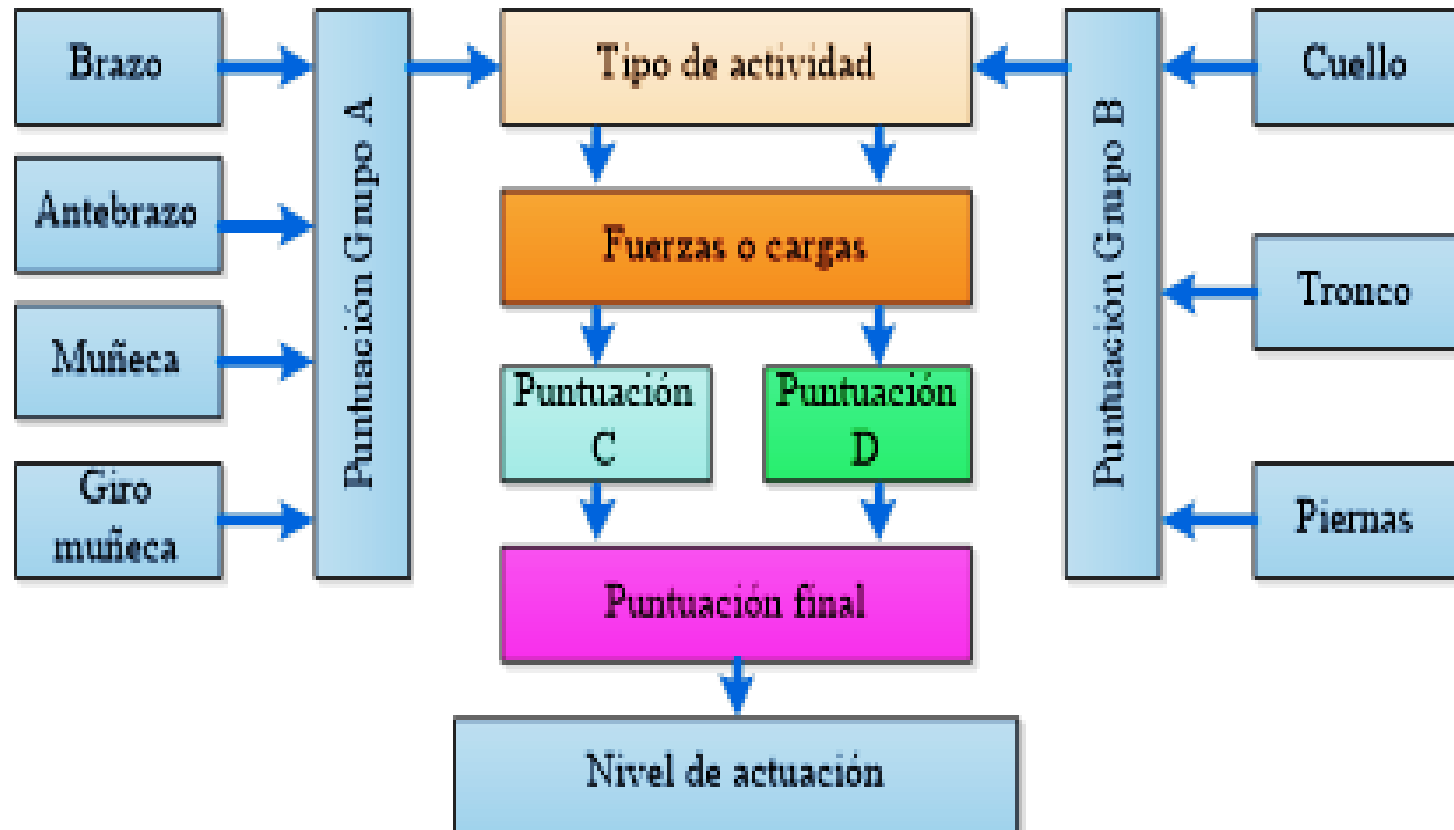 Brazo
Antebrazo
Muñeca
Giro
muñeca
Puntuación Grupo A
Tipo de actividad
Fuerzas o cargas
Puntuación
C
Puntuación
D
Puntuación final
Nivel de actuación
Puntuación Grupo B
Cuello
Tronco
Piernas